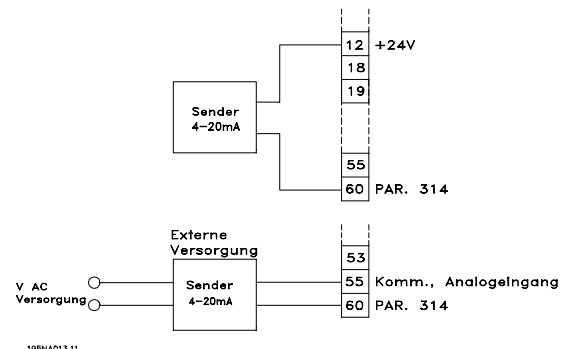 12 +24V
18
19
Sender
4-20mA
55
60 PAR. 314
Externe
Versorgung
53
V AC
Versorgung
Sender
4-20mA
55 Komm., Analogeingang
60 PAR. 314
195NA013.11